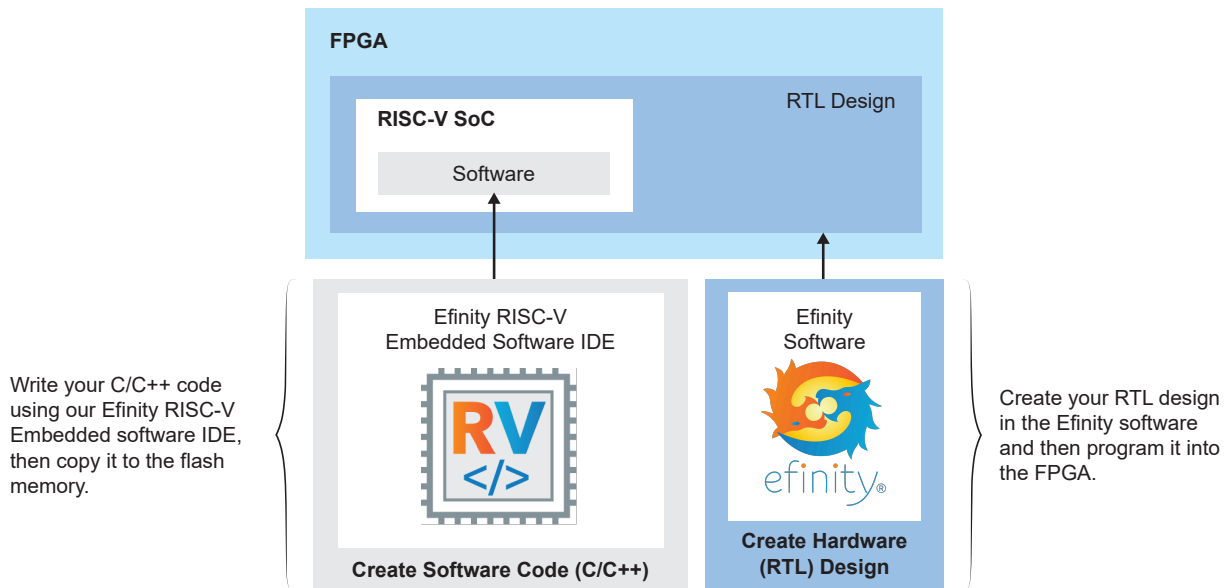 FPGA
RTL Design
RISC-V SoC
Software
Efinity RISC-V
Embedded Software IDE
RV
</>
Create Software Code (C/C++)
Efinity
Software
efinity®
Create Hardware
(RTL) Design
Write your C/C++ code
using our Efinity RISC-V
Embedded software IDE,
then copy it to the flash
memory.
Create your RTL design
in the Efinity software
and then program it into
the FPGA.